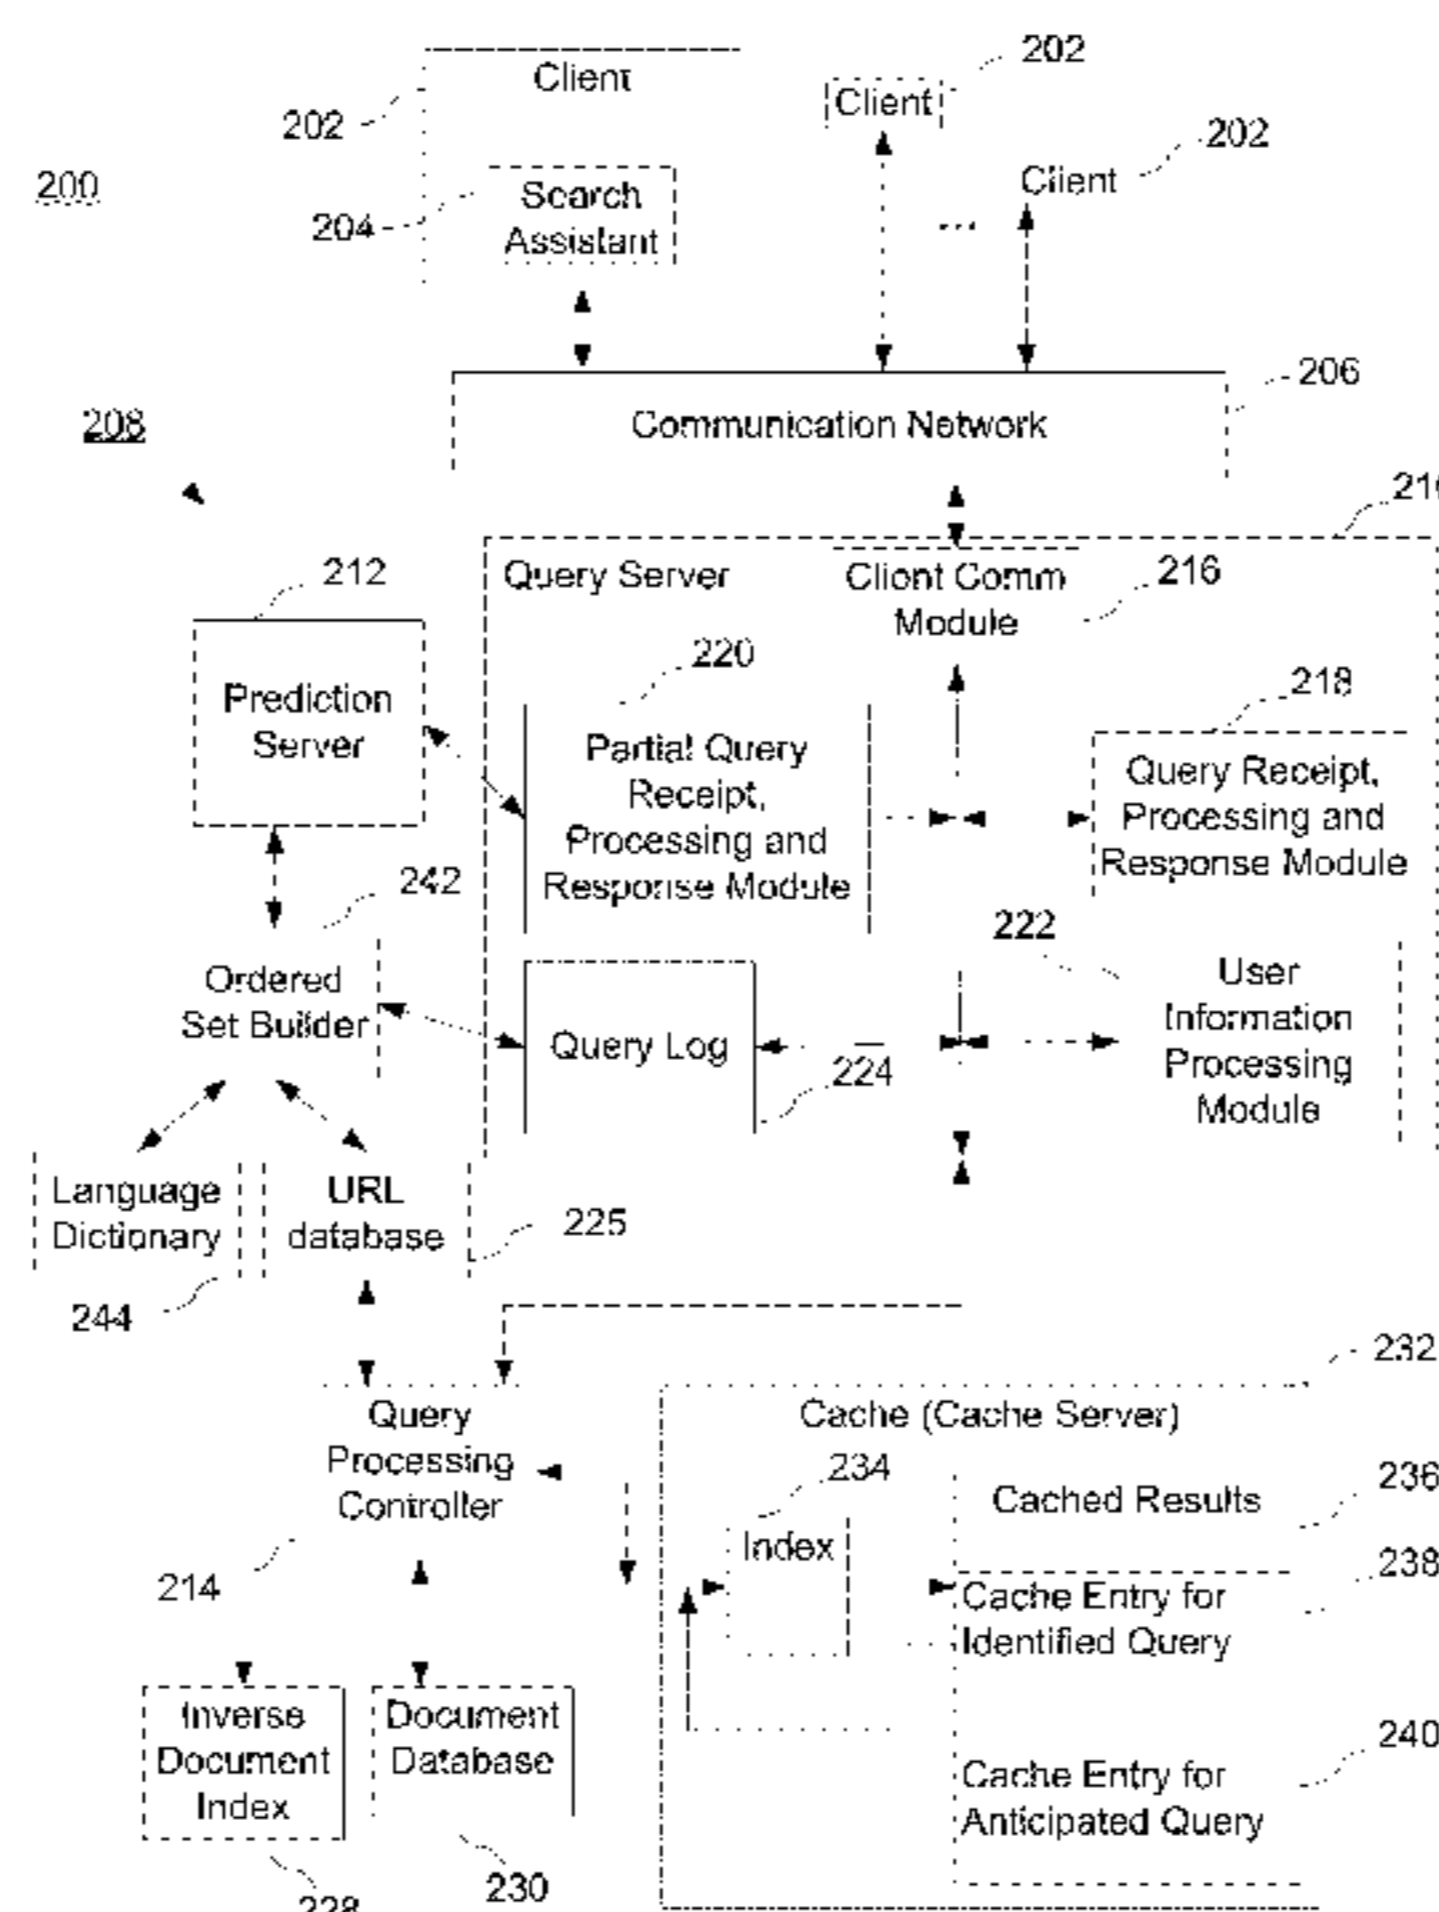 202
Client
Client
202
202
Client
200
204
Search
Assistant
...
206
Communication Network
208
Query Server
Client Comm
Module
216
212
Prediction
Server
220
Partial Query
Receipt,
Processing and
Response Module
218
Query Receipt,
Processing and
Response Module
242
Ordered
Set Builder
Query Log
224
222
User
Information
Processing
Module
Language
Dictionary
244
URL
database
225
Query
Processing
Controller
214
232
Cache (Cache Server)
234
Index
Cached Results
236
238
Cache Entry for
Identified Query
240
Cache Entry for
Anticipated Query
Inverse
Document
Index
Document
Database
230